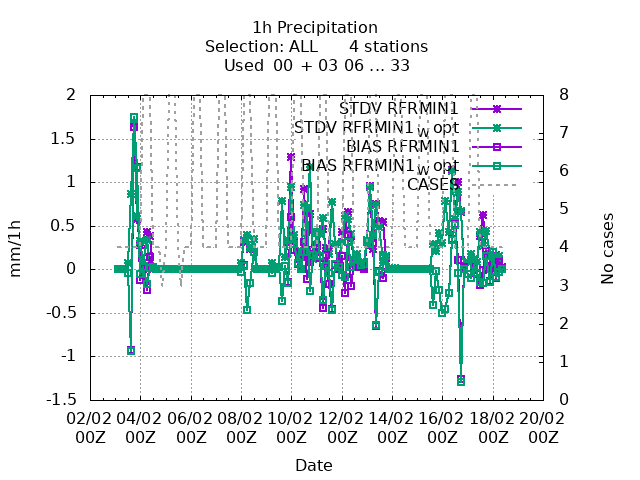 1h Precipitation
Selection: ALL 4 stations
Used 00 + 03 06 ... 33
STDV RFRMIN1
STDV RFRMIN1_w opt
BIAS RFRMIN1
BIAS RFRMIN1_w opt
CASES
mm/1h
No cases
2
1.5
1
0.5
0
-0.5
-1
-1.5
8
7
6
5
4
3
2
1
0
02/02 04/02 06/02 08/02 10/02 12/02 14/02 16/02 18/02 20/02
00Z 00Z 00Z 00Z 00Z 00Z 00Z 00Z 00Z 00Z
Date